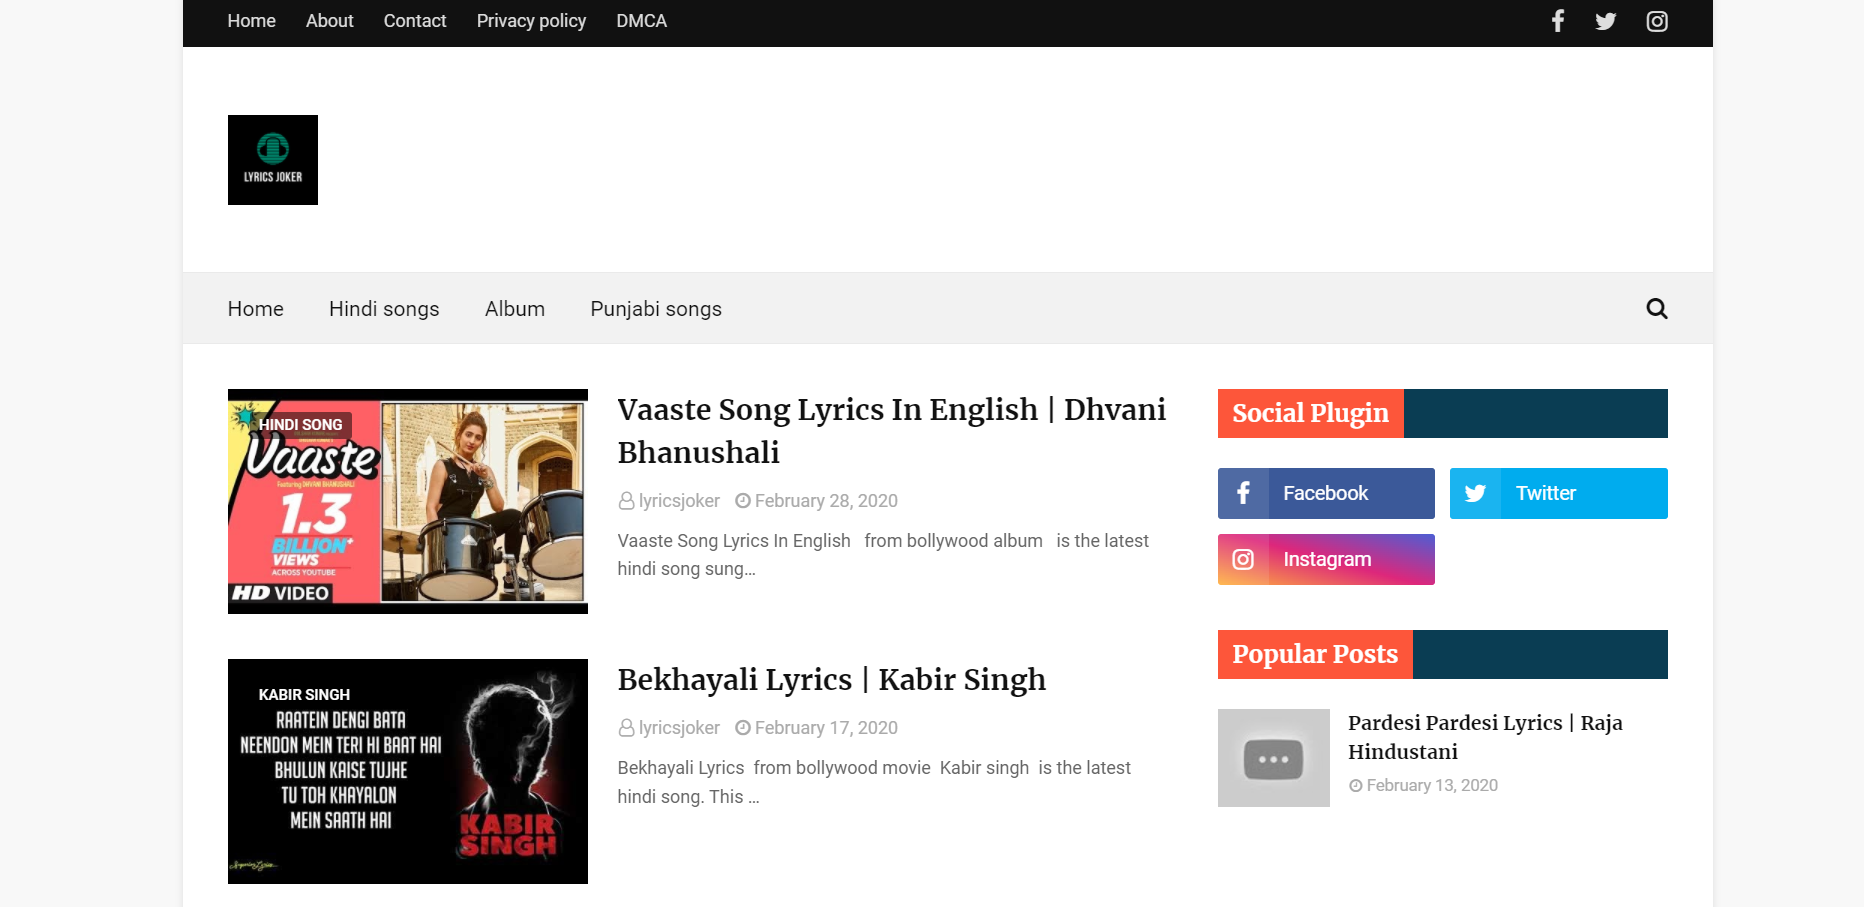 Home About Contact Privacy policy DMCA
LYRICS JOKER
Home Hindi songs Album Punjabi songs
HINDI SONG
Vaaste
Featuring DHVANI BHANUSHALI
1.3
BILLION+
VIEWS
ACROSS YOUTUBE
HD VIDEO
Vaaste Song Lyrics In English | Dhvani
Bhanushali
lyricsjoker February 28, 2020
Vaaste Song Lyrics In English from bollywood album is the latest
hindi song sung...
KABIR SINGH
RAATEIN DENGI BATA
NEENDON MEIN TERI HI BAAT HAI
BHULUN KAISE TUJHE
TU TOH KHAYALON
MEIN SAATH HAI
KABIR
SINGH
Bekhayali Lyrics | Kabir Singh
lyricsjoker February 17, 2020
Bekhayali Lyrics from bollywood movie Kabir singh is the latest
hindi song. This ...
Social Plugin
Facebook Twitter
Instagram
Popular Posts
Pardesi Pardesi Lyrics | Raja
Hindustani
February 13, 2020